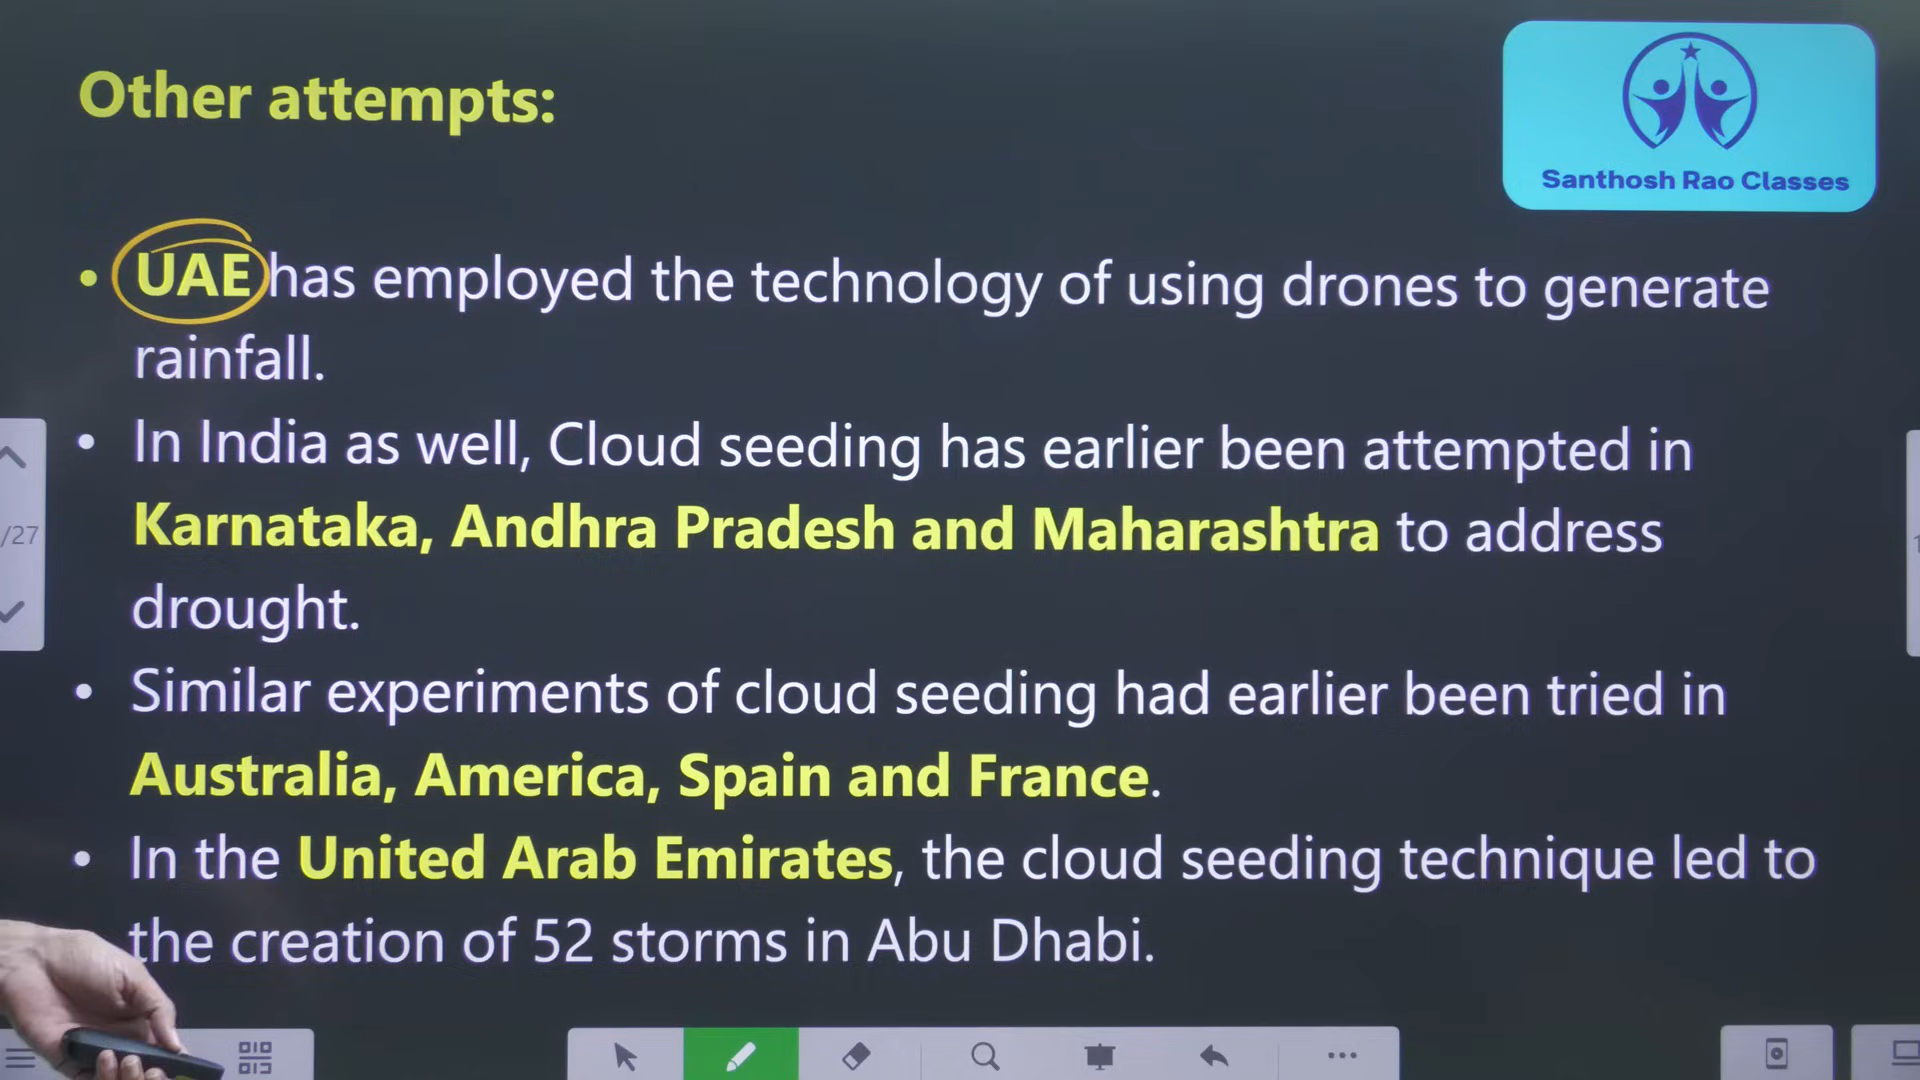 Other attempts:
Santhosh Rao Classes
• UAE has employed the technology of using drones to generate
rainfall.
• In India as well, Cloud seeding has earlier been attempted in
Karnataka, Andhra Pradesh and Maharashtra to address
drought.
• Similar experiments of cloud seeding had earlier been tried in
Australia, America, Spain and France.
• In the United Arab Emirates, the cloud seeding technique led to
the creation of 52 storms in Abu Dhabi.
/27